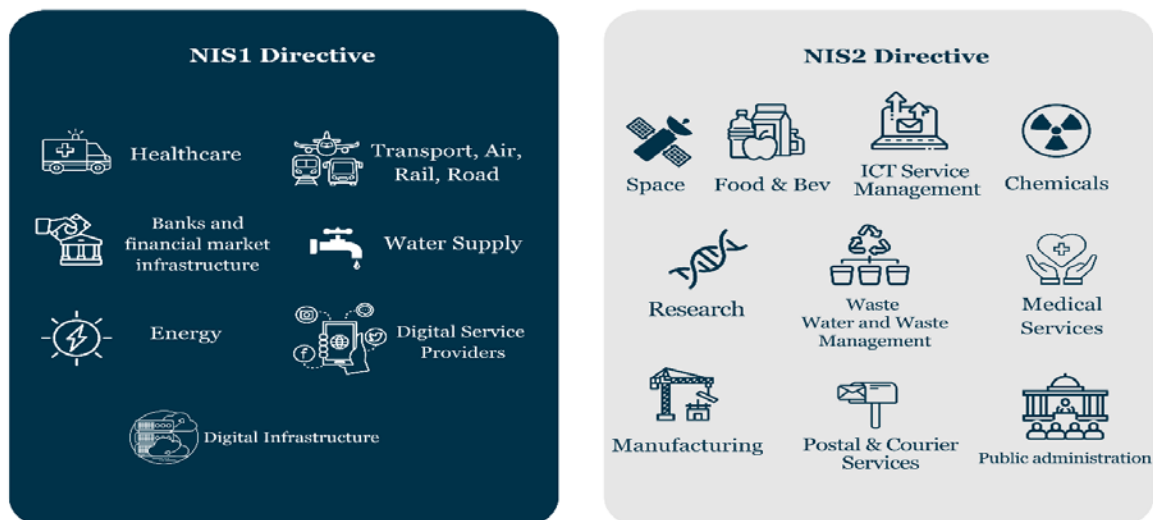 NIS1 Directive
Healthcare
Transport, Air,
Rail, Road
Banks and
financial market
infrastructure
Water Supply
Energy
Digital Service
Providers
Digital Infrastructure
NIS2 Directive
Space
Food & Bev
ICT Service
Management
Chemicals
Research
Waste
Water and Waste
Management
Medical
Services
Manufacturing
Postal & Courier
Services
Public administration